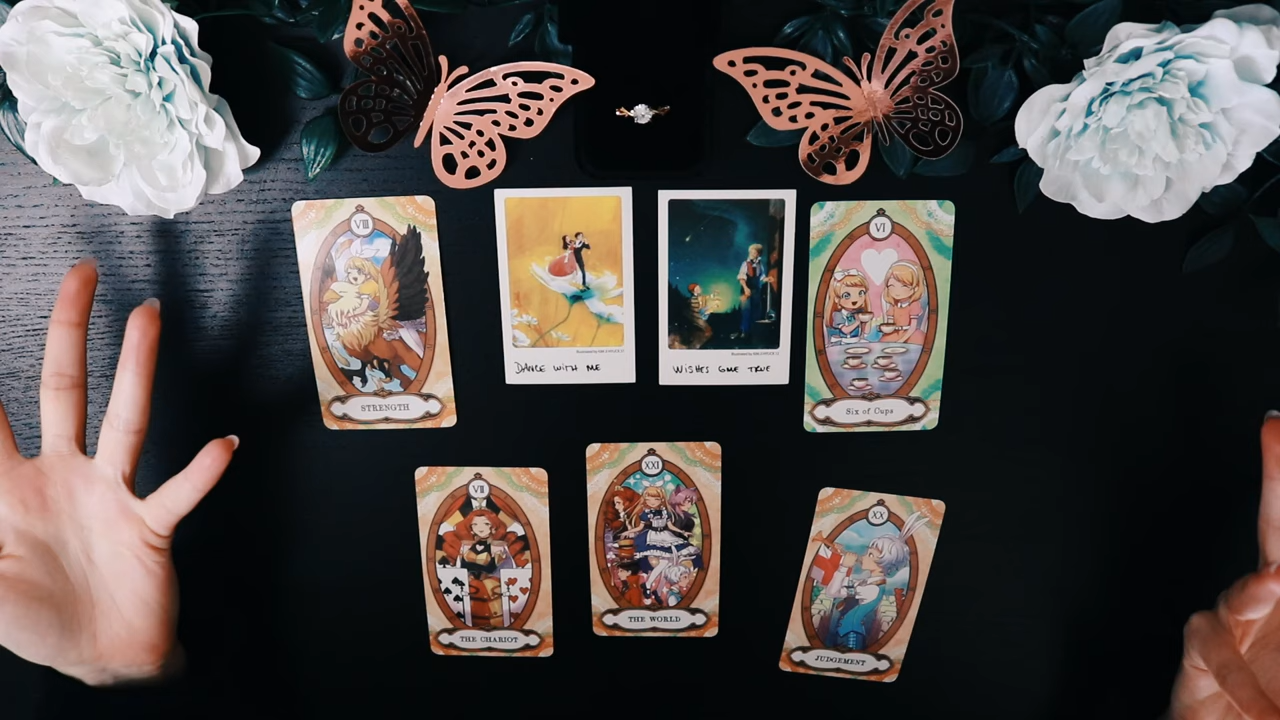 VIII
STRENGTH
DANCE WITH ME
WISHES COME TRUE
VI
Six of Cups
VII
THE CHARIOT
XXI
THE WORLD
XX
JUDGEMENT